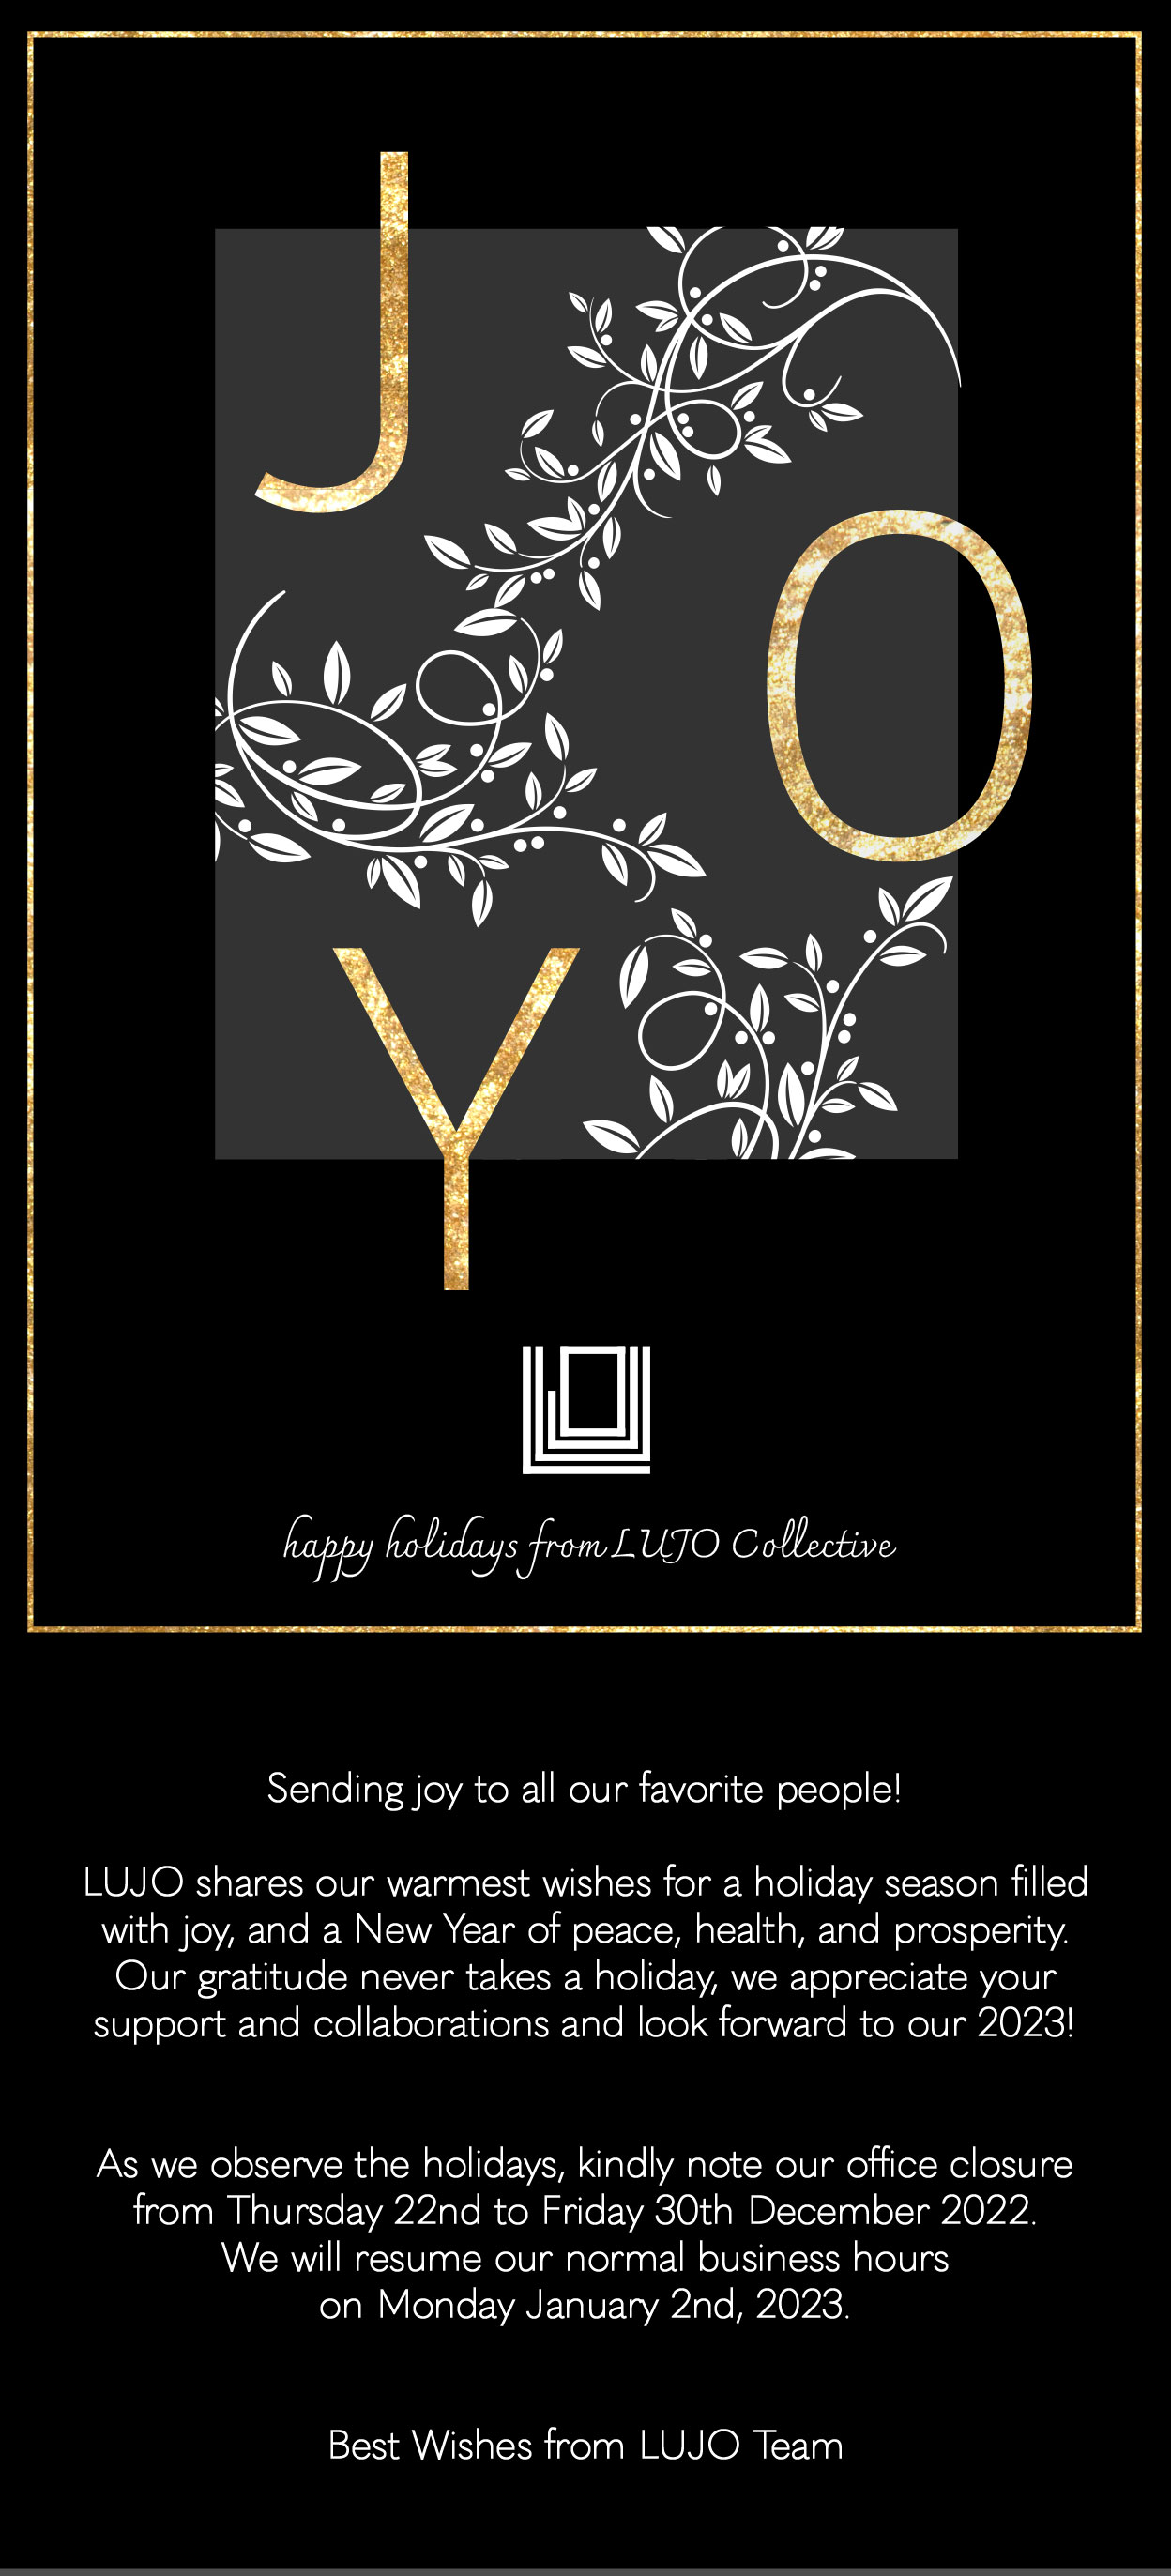 J
O
Y
happy holidays from LUJO Collective
Sending joy to all our favorite people!
LUJO shares our warmest wishes for a holiday season filled
with joy, and a New Year of peace, health, and prosperity.
Our gratitude never takes a holiday, we appreciate your
support and collaborations and look forward to our 2023!
As we observe the holidays, kindly note our office closure
from Thursday 22nd to Friday 30th December 2022.
We will resume our normal business hours
on Monday January 2nd, 2023.
Best Wishes from LUJO Team